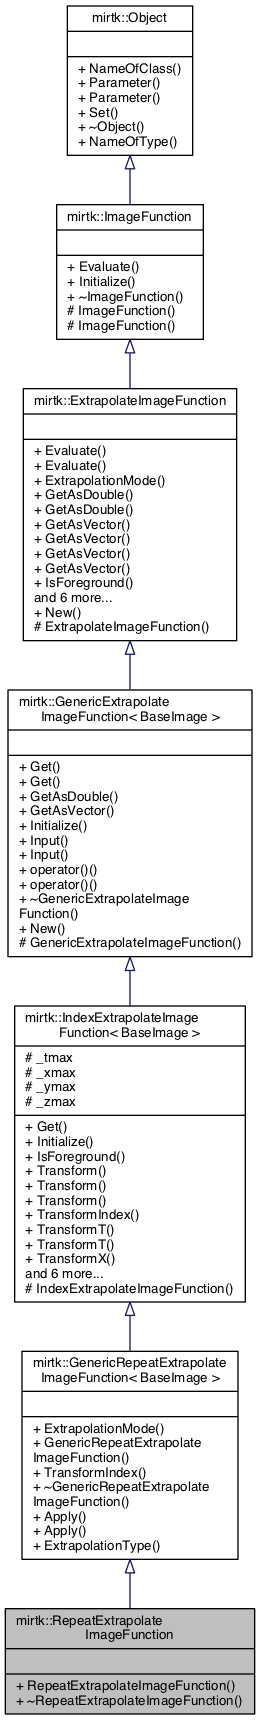 mirtk::Object
+ NameOfClass()
+ Parameter()
+ Parameter()
+ Set()
+ ~Object()
+ NameOfType()
mirtk::ImageFunction
+ Evaluate()
+ Initialize()
+ ~ImageFunction()
# ImageFunction()
# ImageFunction()
mirtk::ExtrapolateImageFunction
+ Evaluate()
+ Evaluate()
+ ExtrapolationMode()
+ GetAsDouble()
+ GetAsDouble()
+ GetAsVector()
+ GetAsVector()
+ GetAsVector()
+ GetAsVector()
+ IsForeground()
and 6 more...
+ New()
# ExtrapolateImageFunction()
mirtk::GenericExtrapolate
ImageFunction< BaseImage >
+ Get()
+ Get()
+ GetAsDouble()
+ GetAsVector()
+ Initialize()
+ Input()
+ Input()
+ operator()()
+ operator()()
+ ~GenericExtrapolateImage
Function()
+ New()
# GenericExtrapolateImageFunction()
mirtk::IndexExtrapolateImage
Function< BaseImage >
# _tmax
# _xmax
# _ymax
# _zmax
+ Get()
+ Initialize()
+ IsForeground()
+ Transform()
+ Transform()
+ Transform()
+ TransformIndex()
+ TransformT()
+ TransformT()
+ TransformX()
and 6 more...
# IndexExtrapolateImageFunction()
mirtk::GenericRepeatExtrapolate
ImageFunction< BaseImage >
+ ExtrapolationMode()
+ GenericRepeatExtrapolate
ImageFunction()
+ TransformIndex()
+ ~GenericRepeatExtrapolate
ImageFunction()
+ Apply()
+ Apply()
+ ExtrapolationType()
mirtk::RepeatExtrapolate
ImageFunction
+ RepeatExtrapolateImageFunction()
+ ~RepeatExtrapolateImageFunction()